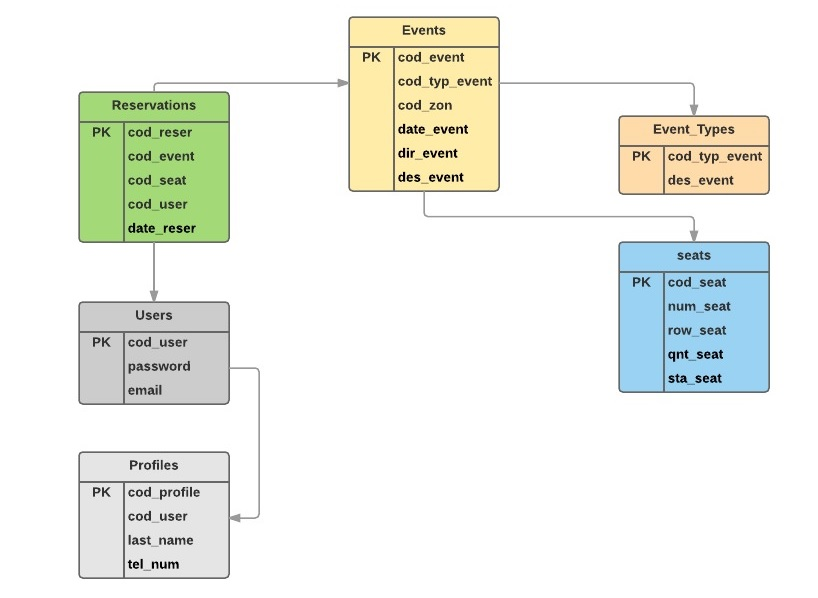 Events
PK cod_event
cod_typ_event
cod_zon
date_event
dir_event
des_event
Reservations
PK cod_reser
cod_event
cod_seat
cod_user
date_reser
Event_Types
PK cod_typ_event
des_event
seats
PK cod_seat
num_seat
row_seat
qnt_seat
sta_seat
Users
PK cod_user
password
email
Profiles
PK cod_profile
cod_user
last_name
tel_num